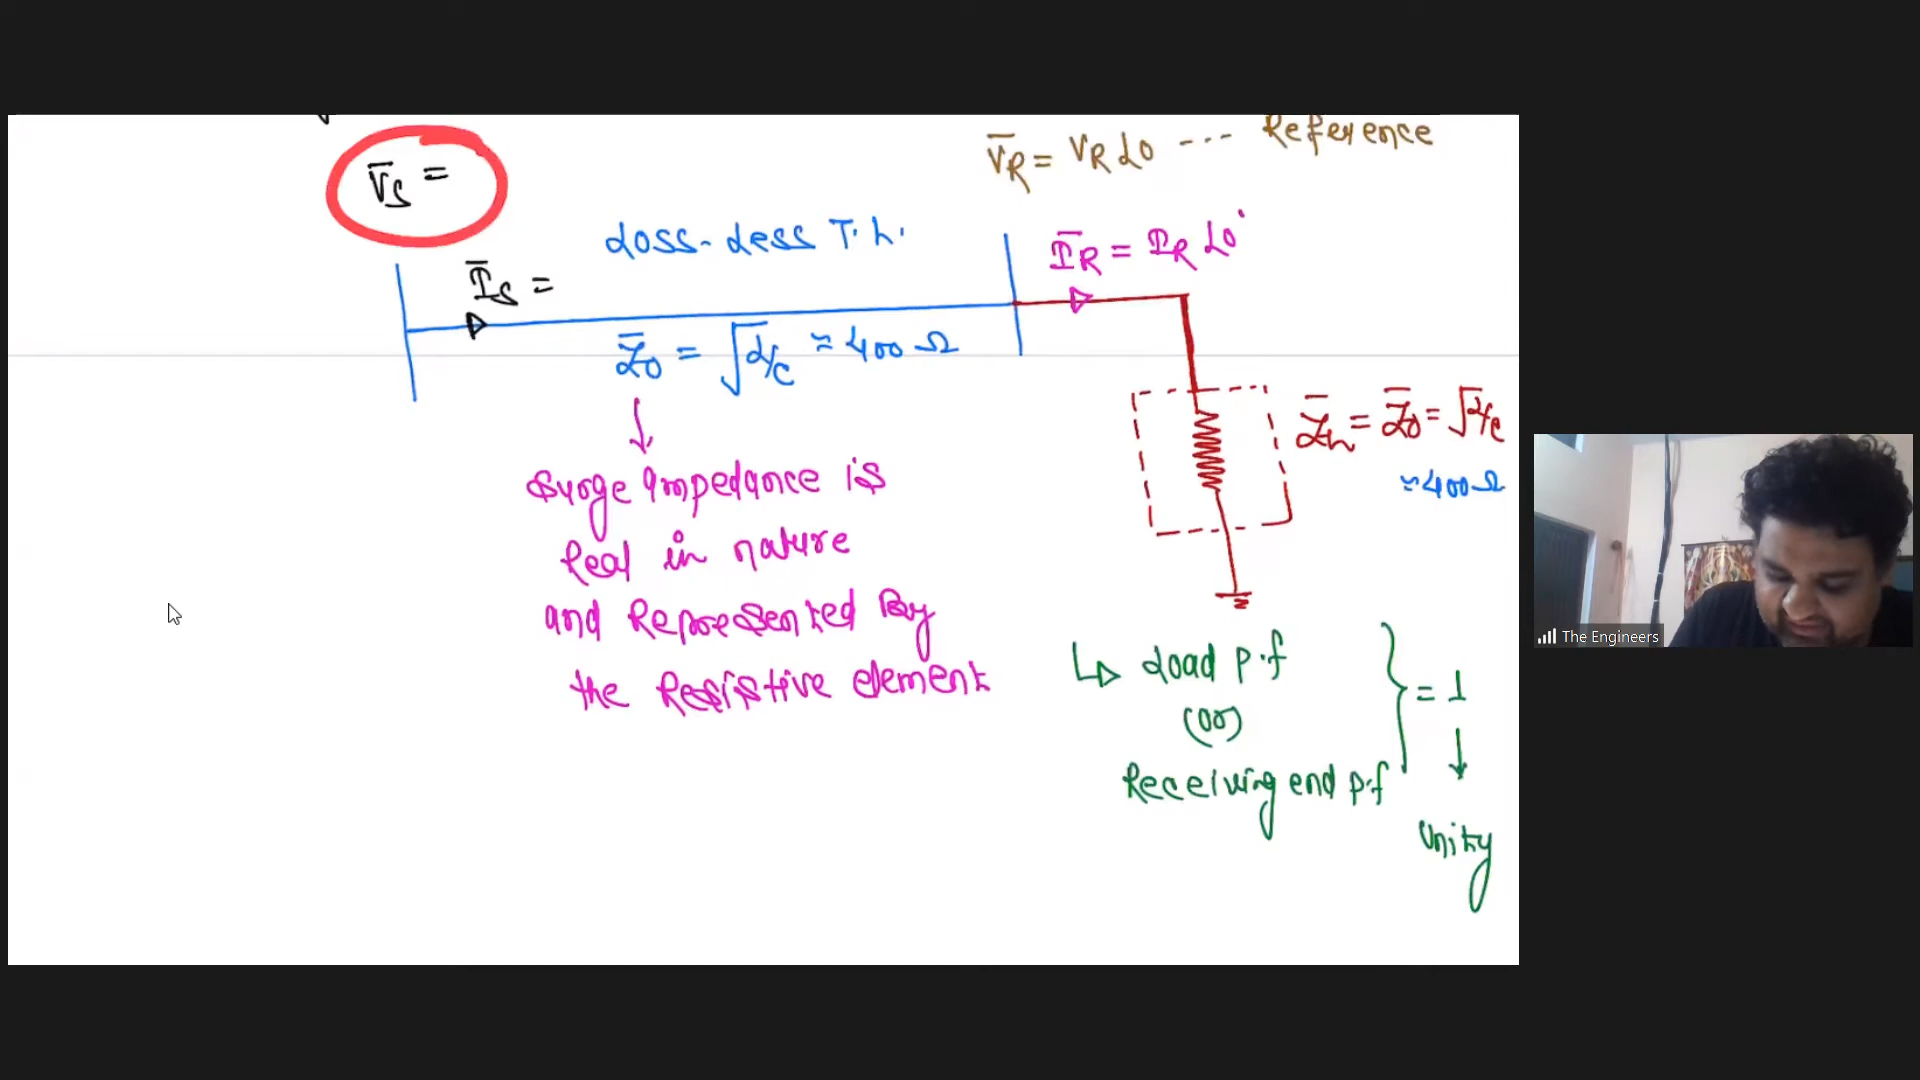 V̄R = VR ∠0 ---- Reference
V̄s =
Loss-Less T.L.
ĪR = IR ∠0°
Īs =
Z̄0 = √L/C ≈ 400 Ω
Z̄L = Z̄0 = √L/C
≈400Ω
Surge Impedance is
Real in nature
and Represented By
the Resistive element
Load p.f
(or)
Receiving end p.f
= 1
Unity
The Engineers